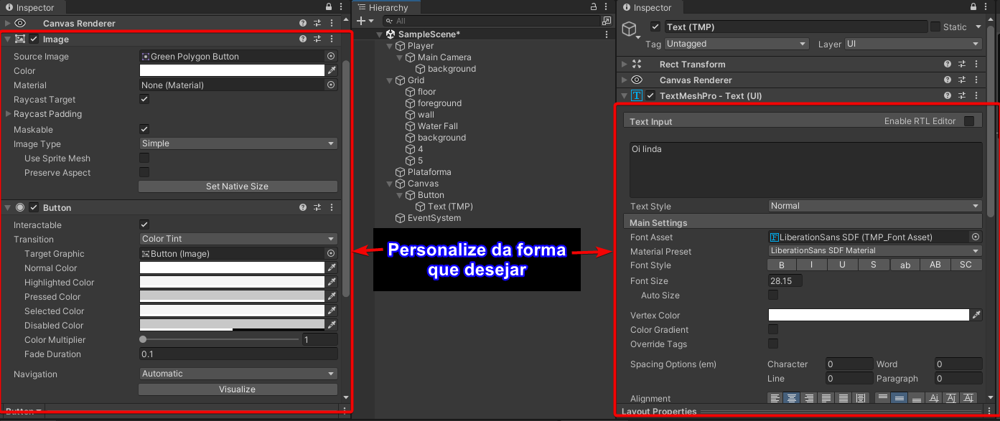 Inspector
Canvas Renderer
Image
Source Image
Green Polygon Button
Color
Material
None (Material)
Raycast Target
Raycast Padding
Maskable
Image Type
Simple
Use Sprite Mesh
Preserve Aspect
Set Native Size
Button
Interactable
Transition
Color Tint
Target Graphic
Button (Image)
Normal Color
Highlighted Color
Pressed Color
Selected Color
Disabled Color
Color Multiplier
1
Fade Duration
0.1
Navigation
Automatic
Visualize
Button
Hierarchy
All
SampleScene*
Player
Main Camera
background
Grid
floor
foreground
wall
Water Fall
background
4
5
Plataforma
Canvas
Button
Text (TMP)
EventSystem
Personalize da forma
que desejar
Inspector
Text (TMP)
Static
Tag
Untagged
Layer
UI
Rect Transform
Canvas Renderer
TextMeshPro - Text (UI)
Text Input
Enable RTL Editor
Oi linda
Text Style
Normal
Main Settings
Font Asset
LiberationSans SDF (TMP_Font Asset)
Material Preset
LiberationSans SDF Material
Font Style
B I U S ab AB SC
Font Size
28.15
Auto Size
Vertex Color
Color Gradient
Override Tags
Spacing Options (em)
Character 0 Word 0
Line 0 Paragraph 0
Alignment
Layout Properties